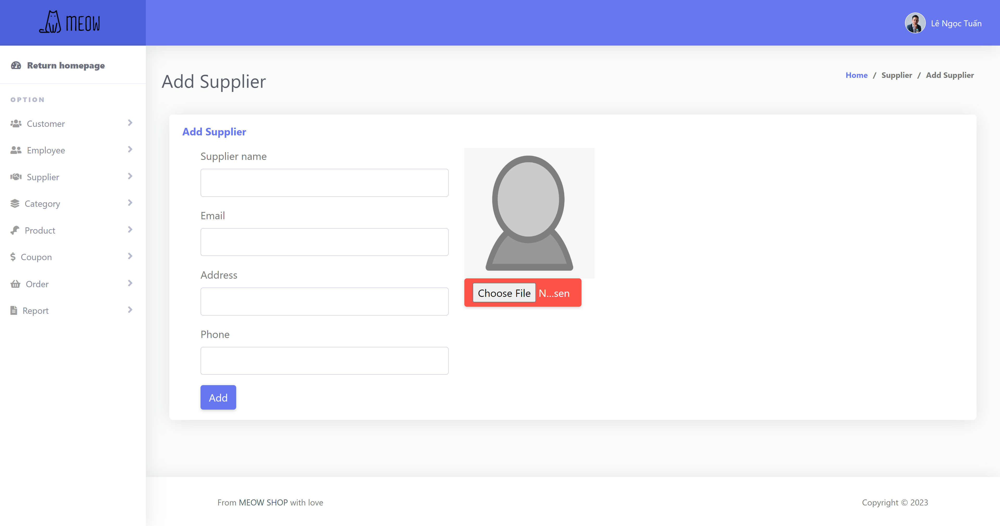 MEOW
Lê Ngọc Tuấn
Return homepage
OPTION
Customer
Employee
Supplier
Category
Product
Coupon
Order
Report
Add Supplier
Home / Supplier / Add Supplier
Add Supplier
Supplier name
Email
Address
Phone
Add
Choose File N...sen
From MEOW SHOP with love
Copyright © 2023